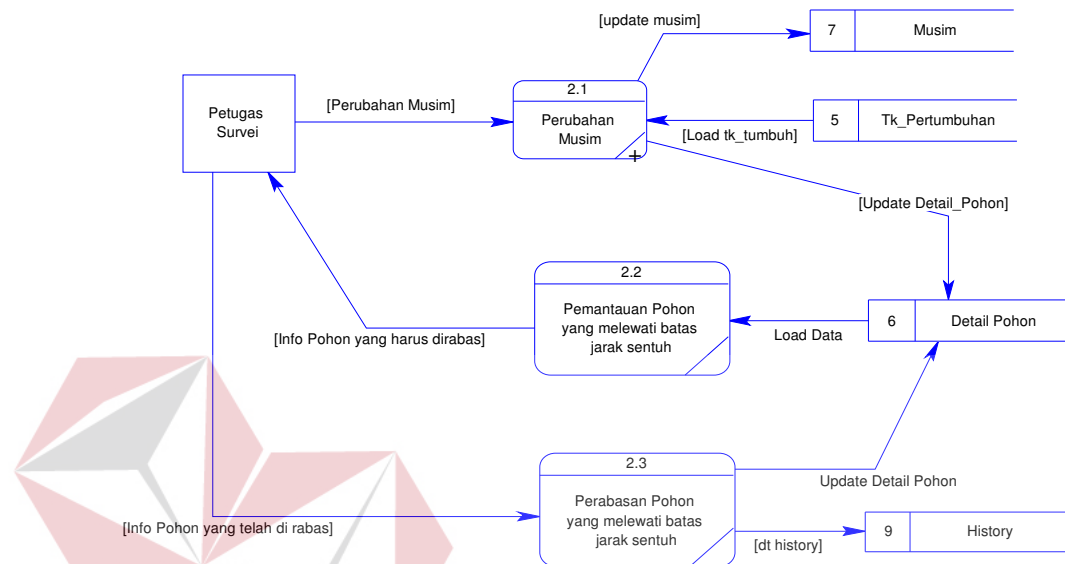 [update musim]
7
Musim
2.1
Petugas
Survei
[Perubahan Musim]
Perubahan
Musim
5
Tk_Pertumbuhan
[Load tk_tumbuh]
[Update Detail_Pohon]
2.2
Pemantauan Pohon
yang melewati batas
jarak sentuh
6
Detail Pohon
Load Data
[Info Pohon yang harus dirabas]
2.3
Update Detail Pohon
Perabasan Pohon
yang melewati batas
jarak sentuh
[Info Pohon yang telah di rabas]
9
History
[dt history]